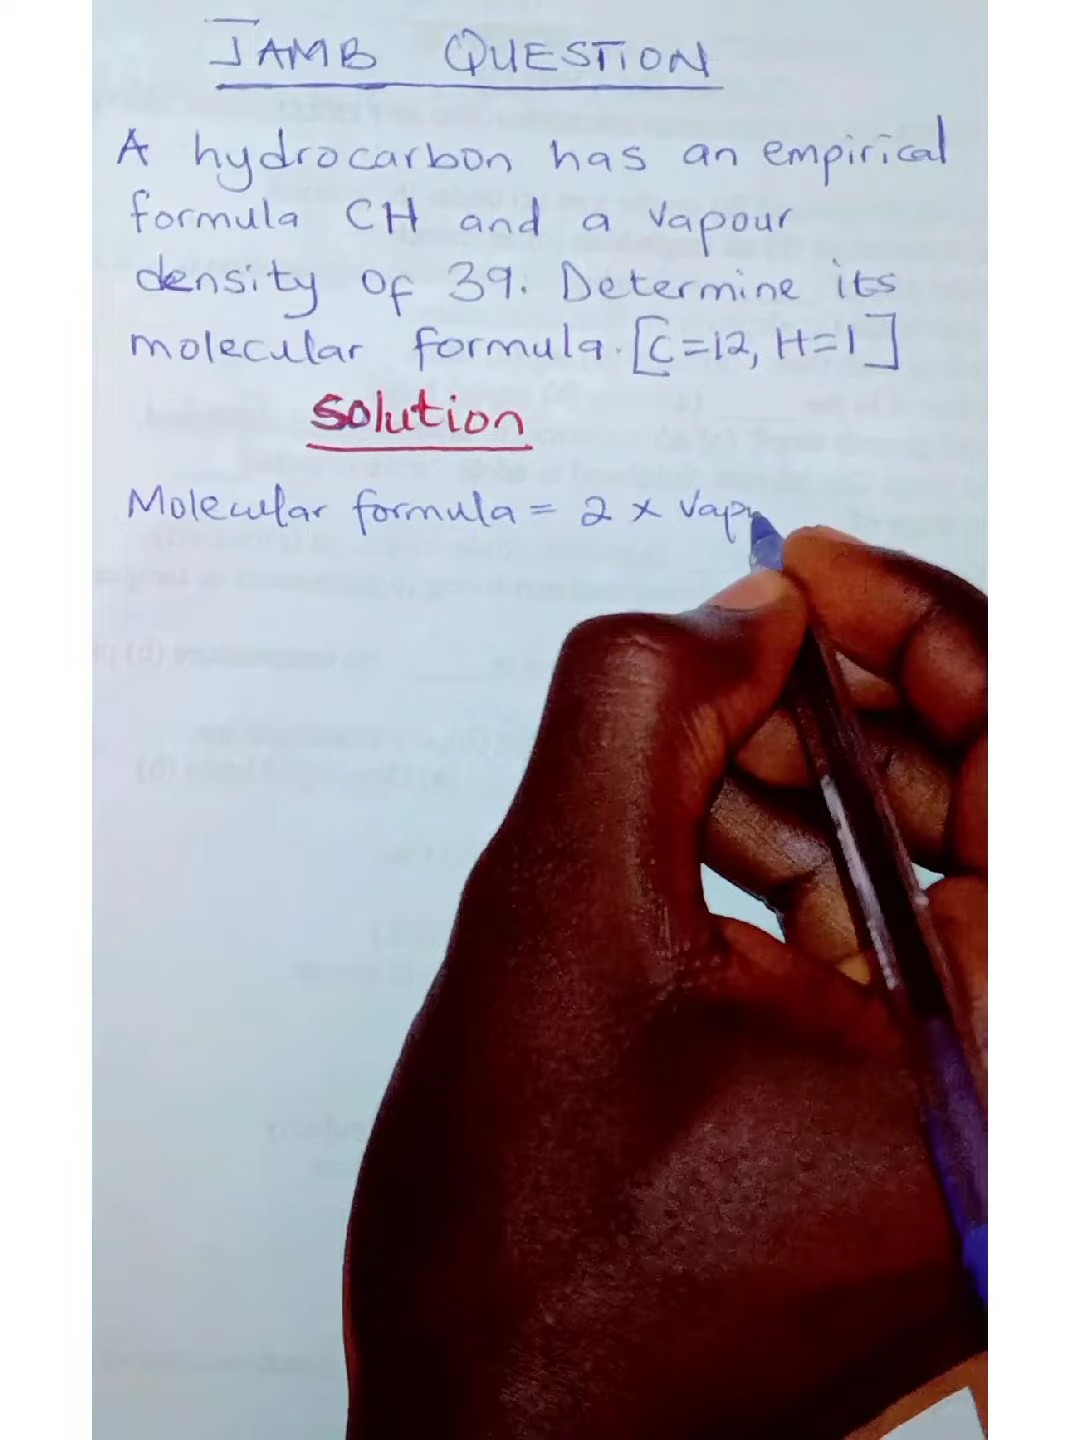 JAMB QUESTION
A hydrocarbon has an empirical
formula CH and a vapour
density of 39. Determine its
molecular formula. [C=12, H=1]
Solution
Molecular formula = 2 x Vap